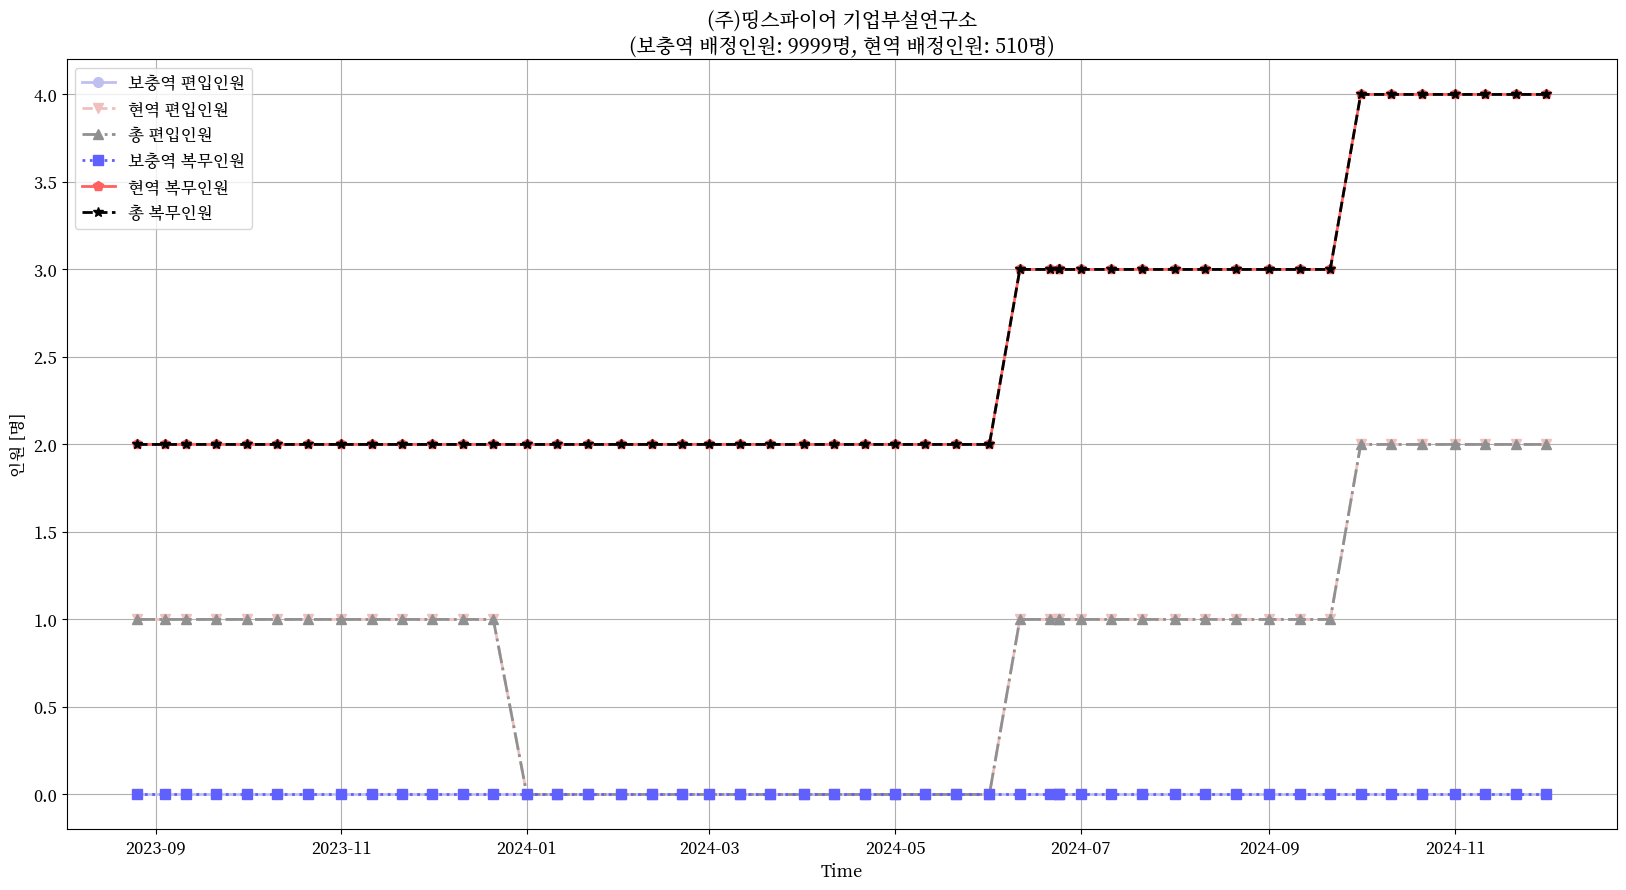 (주)띵스파이어 기업부설연구소
(보충역 배정인원: 9999명, 현역 배정인원: 510명)
보충역 편입인원
현역 편입인원
총 편입인원
보충역 복무인원
현역 복무인원
총 복무인원
인원 [명]
4.0
3.5
3.0
2.5
2.0
1.5
1.0
0.5
0.0
2023-09 2023-11 2024-01 2024-03 2024-05 2024-07 2024-09 2024-11
Time